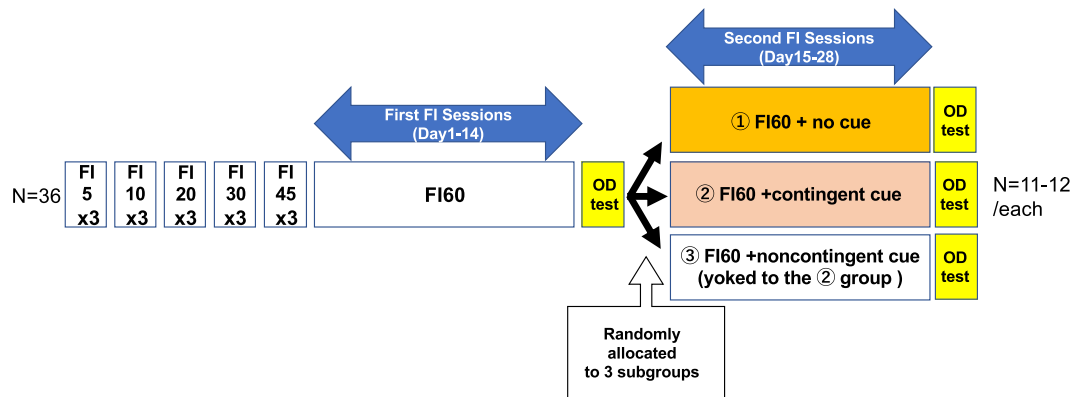 N=36
FI
5
x3
FI
10
x3
FI
20
x3
FI
30
x3
FI
45
x3
First FI Sessions
(Day1-14)
FI60
OD
test
Randomly
allocated
to 3 subgroups
Second FI Sessions
(Day15-28)
① FI60 + no cue
OD
test
② FI60 +contingent cue
OD
test
③ FI60 +noncontingent cue
(yoked to the ② group )
OD
test
N=11-12
/each